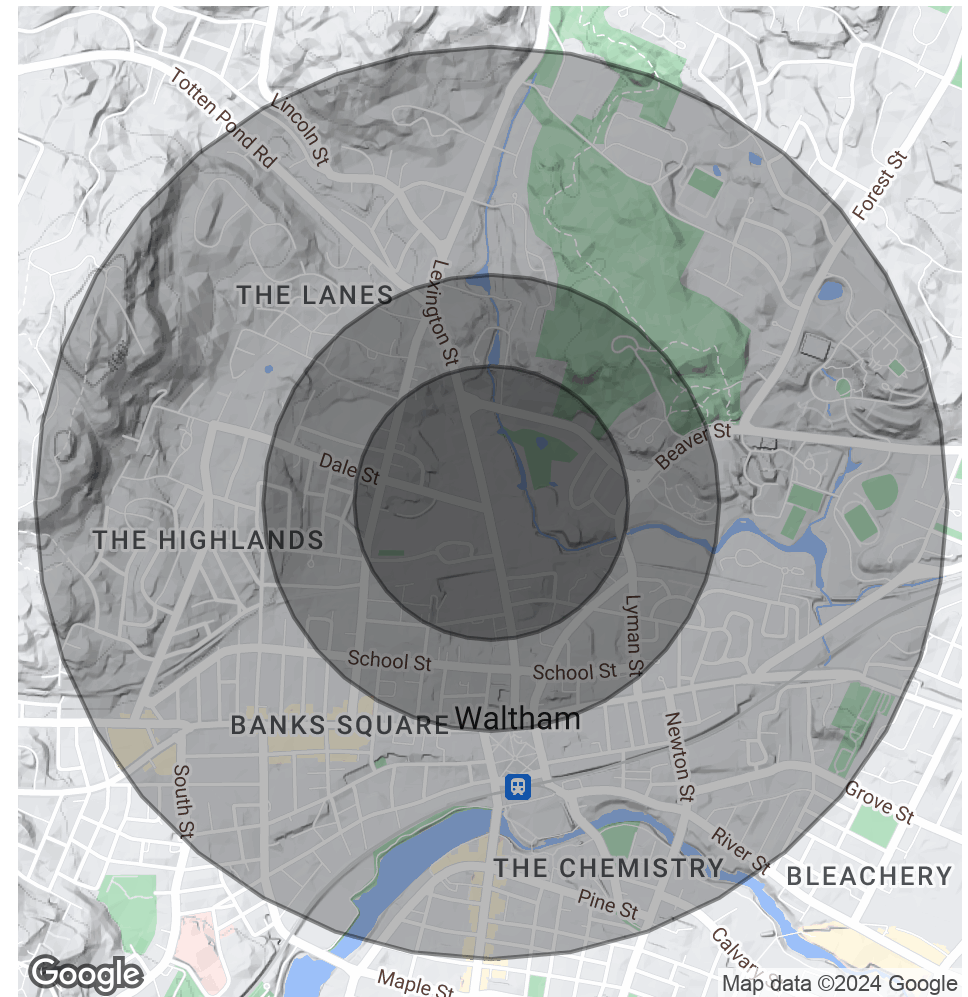 Totten Pond Rd
Lincoln St
Forest St
THE LANES
Lexington St
Beaver St
Dale St
THE HIGHLANDS
Lyman St
School St
School St
BANKS SQUARE
Waltham
Newton St
South St
Grove St
River St
THE CHEMISTRY
BLEACHERY
Pine St
Calvary St
Maple St
Google
Map data ©2024 Google